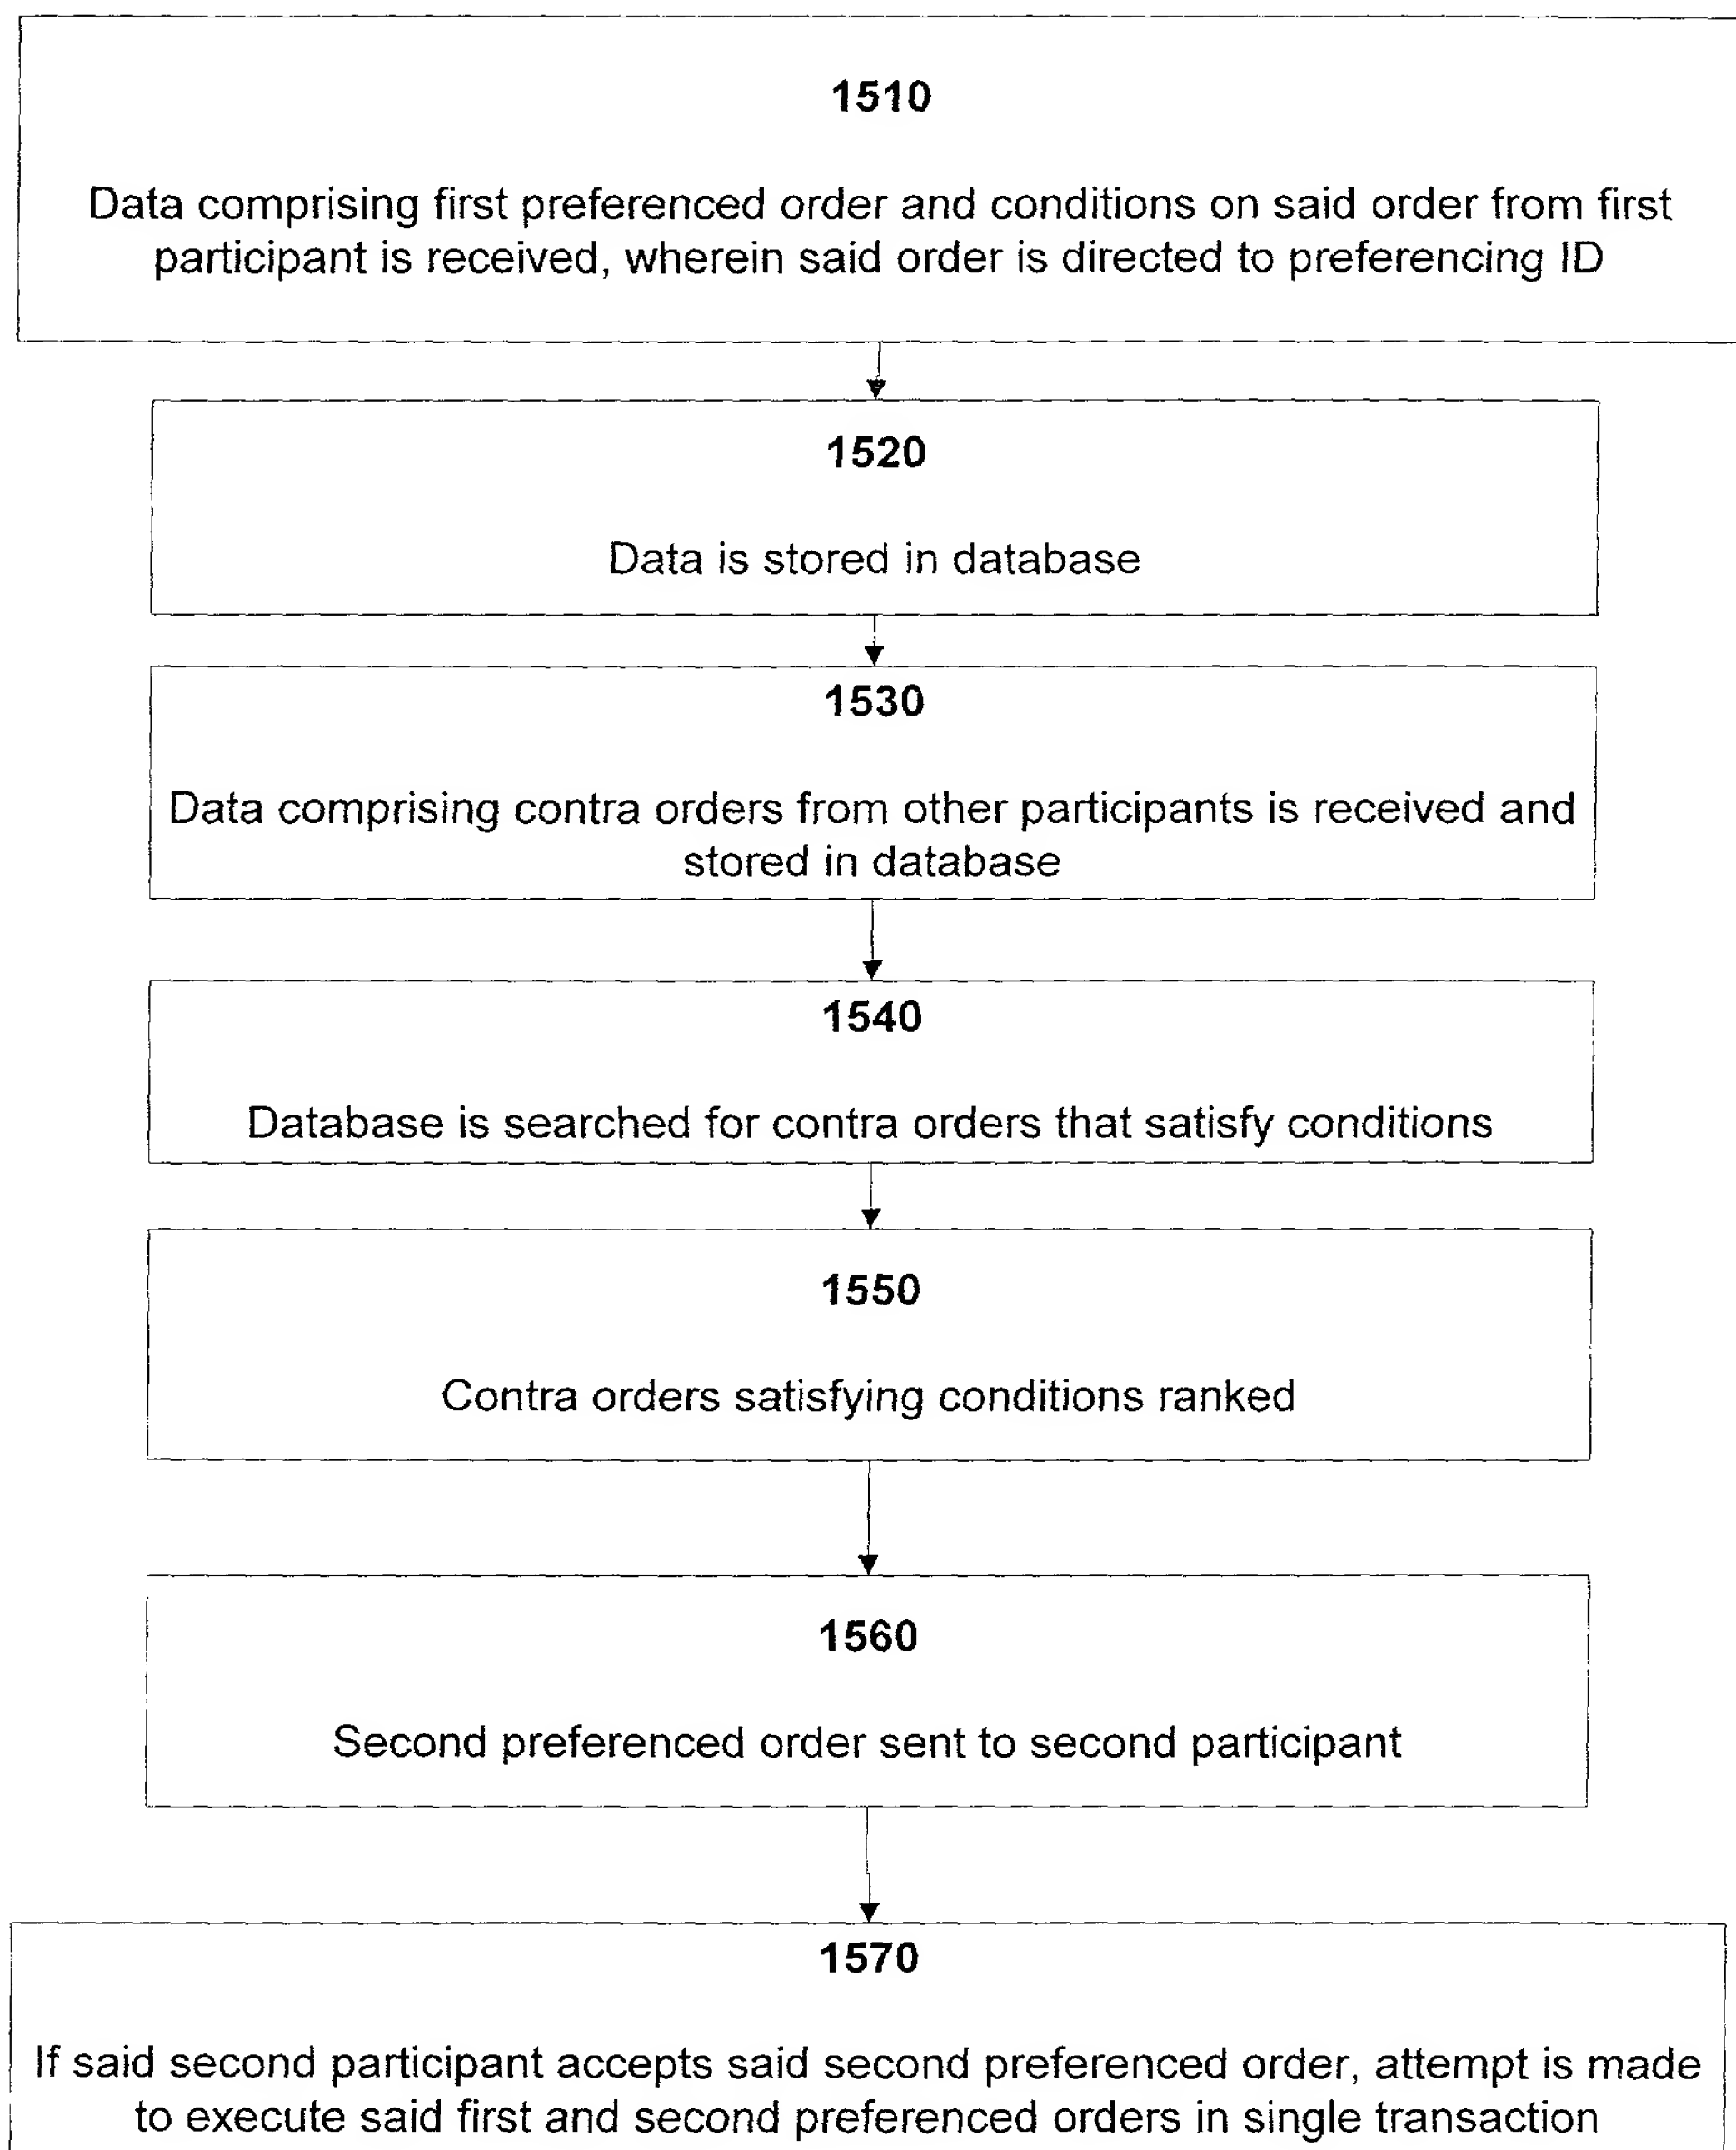 1510
Data comprising first preferenced order and conditions on said order from first
participant is received, wherein said order is directed to preferencing ID
1520
Data is stored in database
1530
Data comprising contra orders from other participants is received and
stored in database
1540
Database is searched for contra orders that satisfy conditions
1550
Contra orders satisfying conditions ranked
1560
Second preferenced order sent to second participant
1570
If said second participant accepts said second preferenced order, attempt is made
to execute said first and second preferenced orders in single transaction